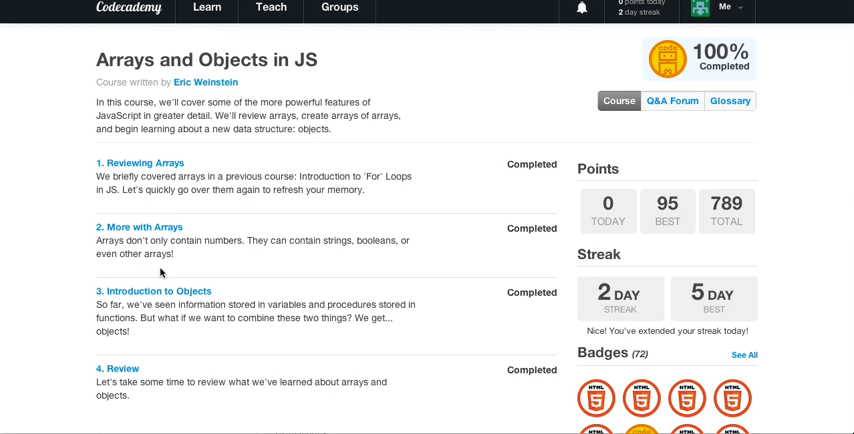 Codecademy Learn Teach Groups
0 points today
2 day streak
Me
Arrays and Objects in JS
Course written by Eric Weinstein
In this course, we'll cover some of the more powerful features of
JavaScript in greater detail. We'll review arrays, create arrays of arrays,
and begin learning about a new data structure: objects.
code
100%
Completed
Course Q&A Forum Glossary
1. Reviewing Arrays
Completed
We briefly covered arrays in a previous course: Introduction to 'For' Loops
in JS. Let's quickly go over them again to refresh your memory.
2. More with Arrays
Completed
Arrays don't only contain numbers. They can contain strings, booleans, or
even other arrays!
3. Introduction to Objects
Completed
So far, we've seen information stored in variables and procedures stored in
functions. But what if we want to combine these two things? We get...
objects!
4. Review
Completed
Let's take some time to review what we've learned about arrays and
objects.
Points
0 95 789
TODAY BEST TOTAL
Streak
2 DAY 5 DAY
STREAK BEST
Nice! You've extended your streak today!
Badges (72) See All
HTML HTML HTML HTML
5 5 5 5
HTML code HTML HTML